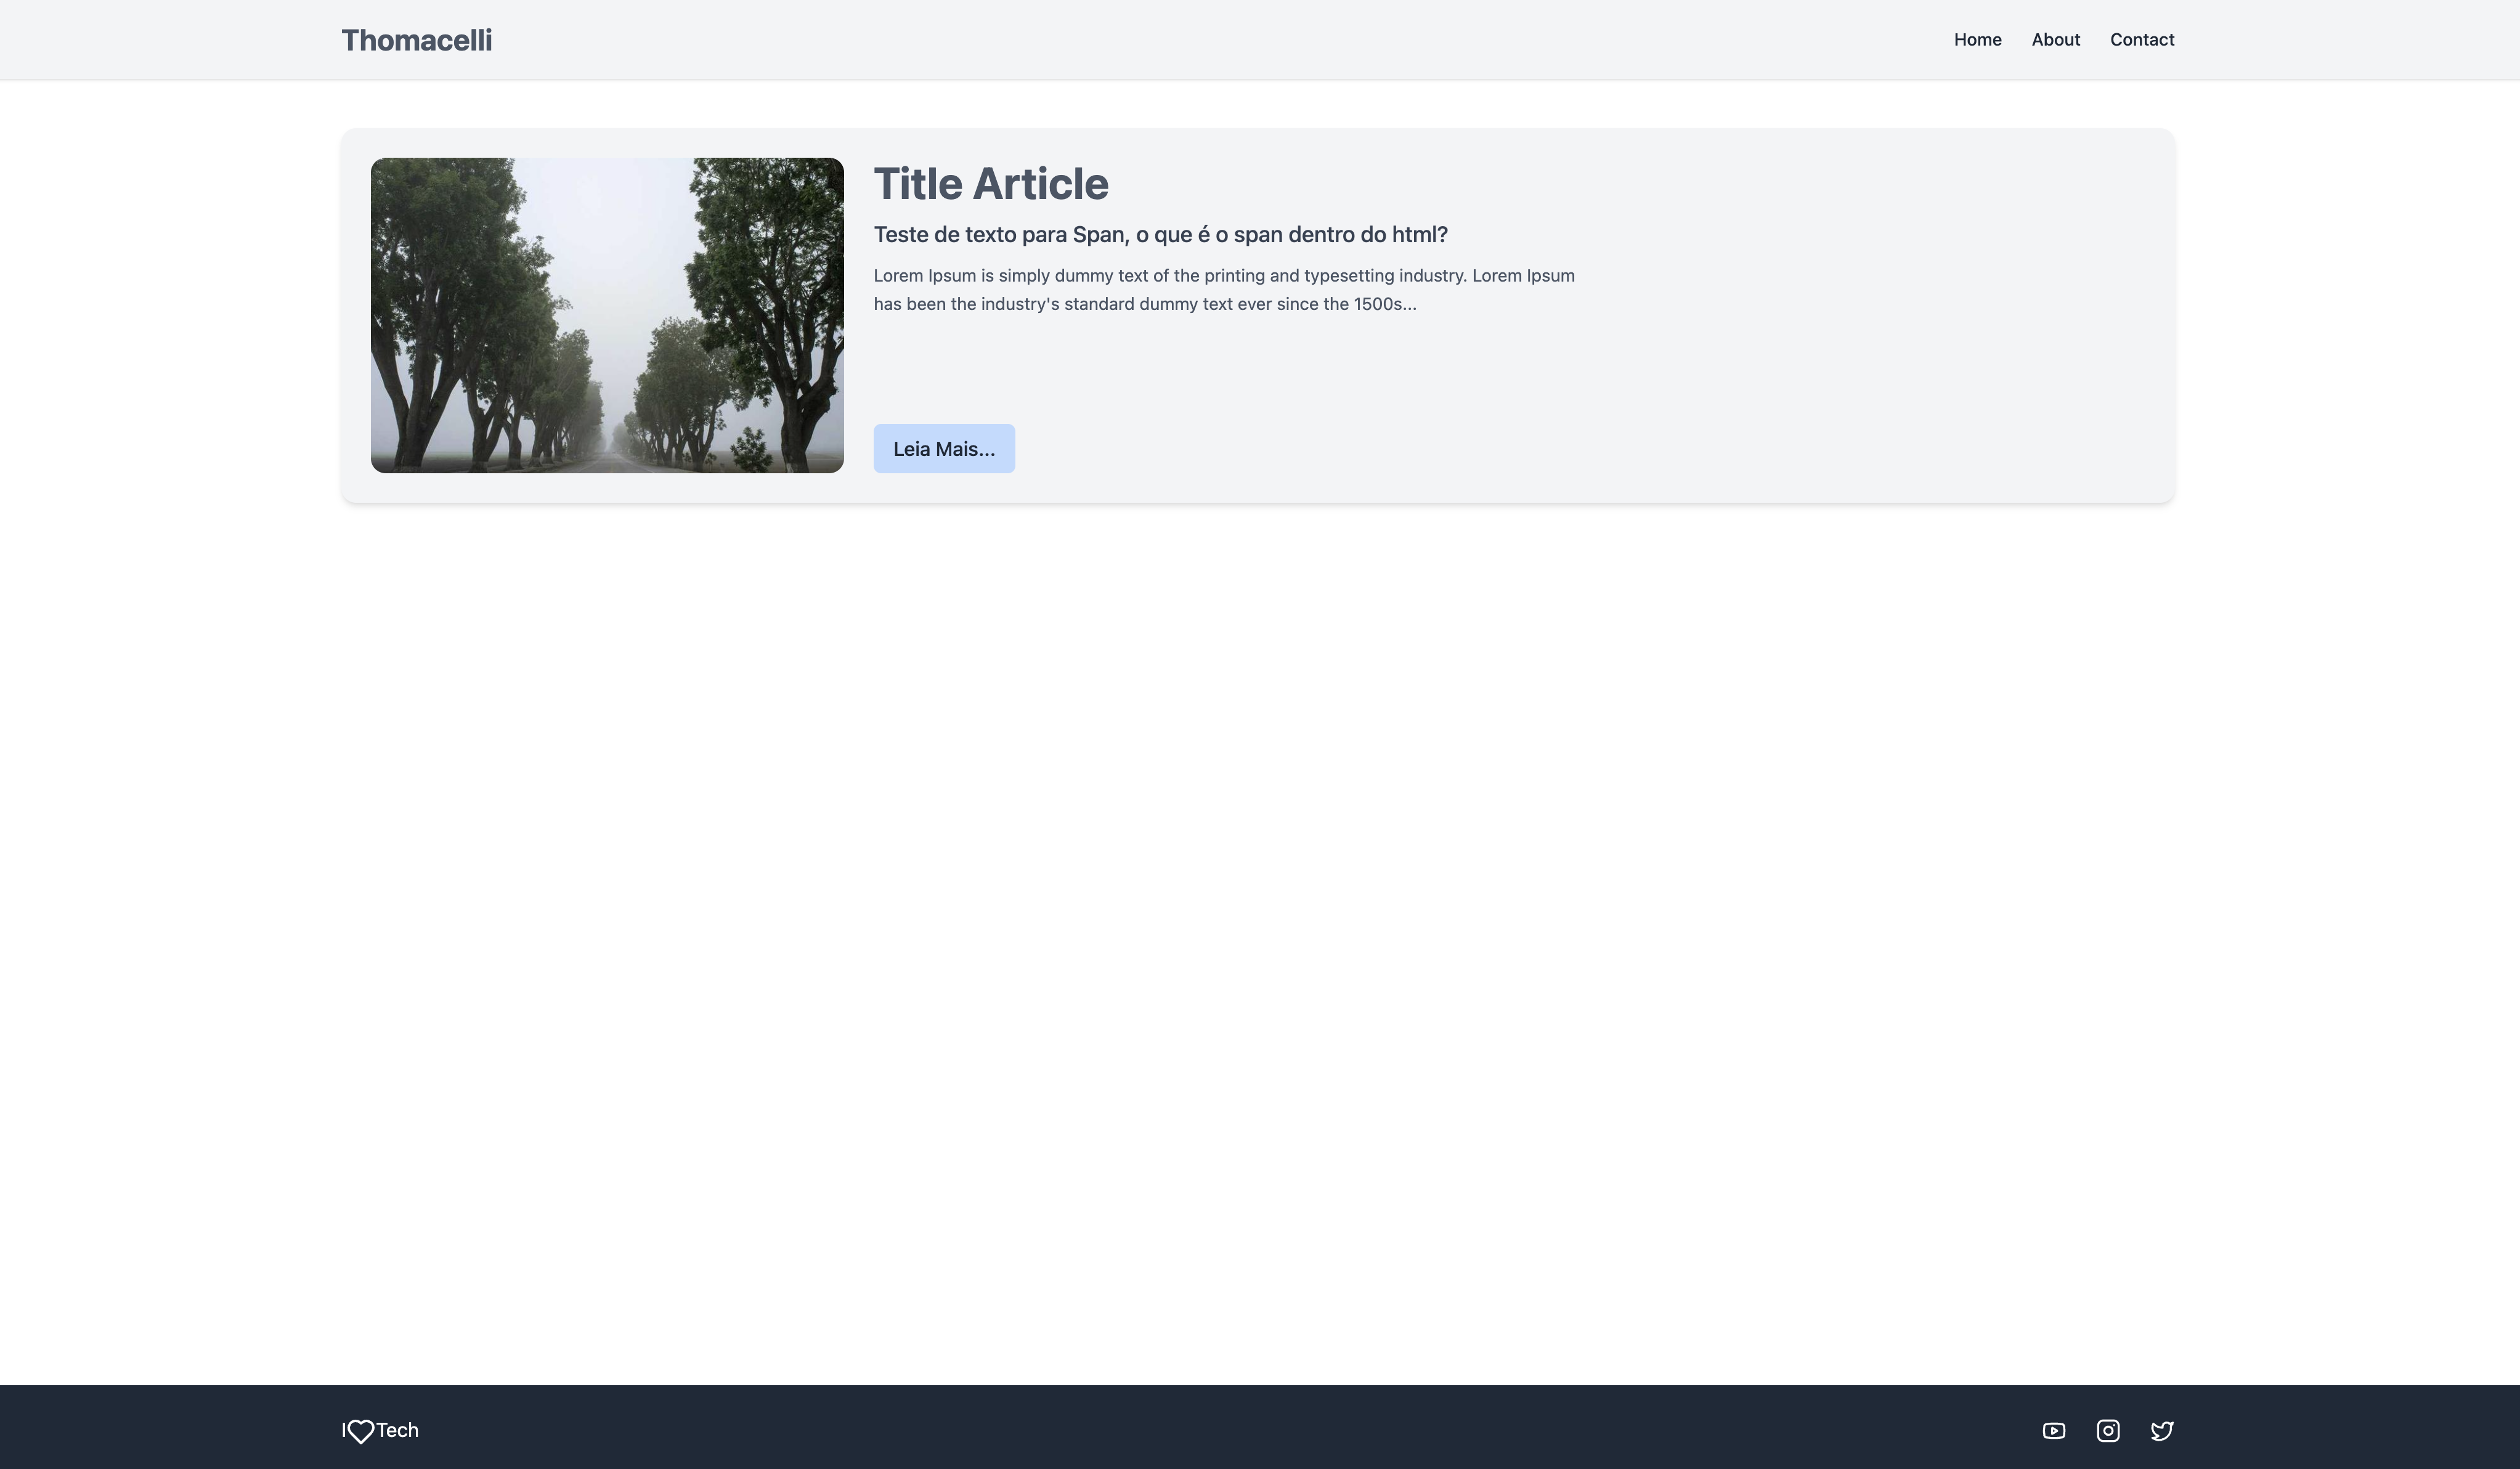 Thomacelli
Home About Contact
Title Article
Teste de texto para Span, o que é o span dentro do html?
Lorem Ipsum is simply dummy text of the printing and typesetting industry. Lorem Ipsum
has been the industry's standard dummy text ever since the 1500s...
Leia Mais...
I Tech